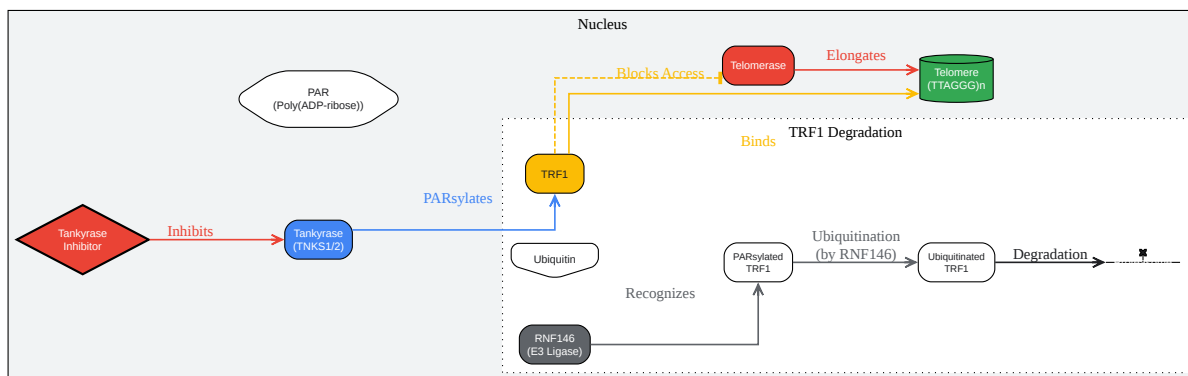 Nucleus
Telomerase
Elongates
Telomere
(TTAGGG)n
Blocks Access
PAR
(Poly(ADP-ribose))
TRF1 Degradation
Binds
TRF1
PARsylates
Tankyrase
Inhibitor
Inhibits
Tankyrase
(TNKS1/2)
Ubiquitin
PARsylated
TRF1
Ubiquitination
(by RNF146)
Ubiquitinated
TRF1
Degradation
Recognizes
RNF146
(E3 Ligase)